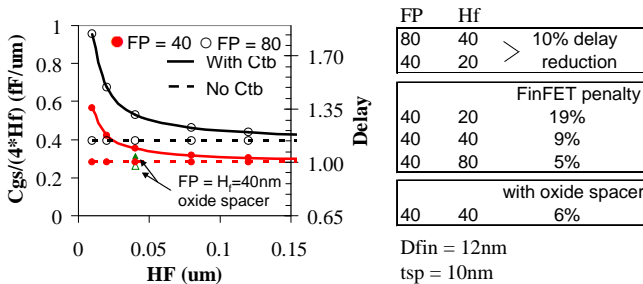 Cgs/(4*Hf) (fF/um)
1
0.8
0.6
0.4
0.2
0
FP = 40
FP = 80
With Ctb
No Ctb
FP = Hf=40nm
oxide spacer
1.70
1.35
1.00
0.65
Delay
0
0.05
0.1
0.15
HF (um)
FP Hf
80 40
40 20
> 10% delay
reduction
FinFET penalty
40 20 19%
40 40 9%
40 80 5%
with oxide spacer
40 40 6%
Dfin = 12nm
tsp = 10nm